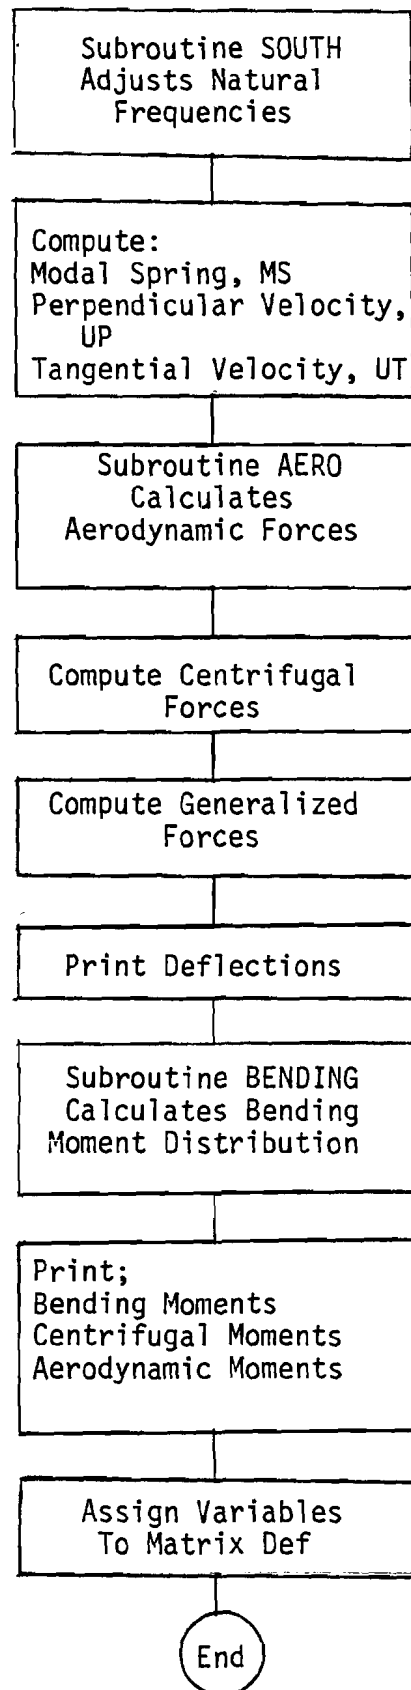 Subroutine SOUTH
Adjusts Natural
Frequencies
Compute:
Modal Spring, MS
Perpendicular Velocity,
UP
Tangential Velocity, UT
Subroutine AERO
Calculates
Aerodynamic Forces
Compute Centrifugal
Forces
Compute Generalized
Forces
Print Deflections
Subroutine BENDING
Calculates Bending
Moment Distribution
Print;
Bending Moments
Centrifugal Moments
Aerodynamic Moments
Assign Variables
To Matrix Def
End